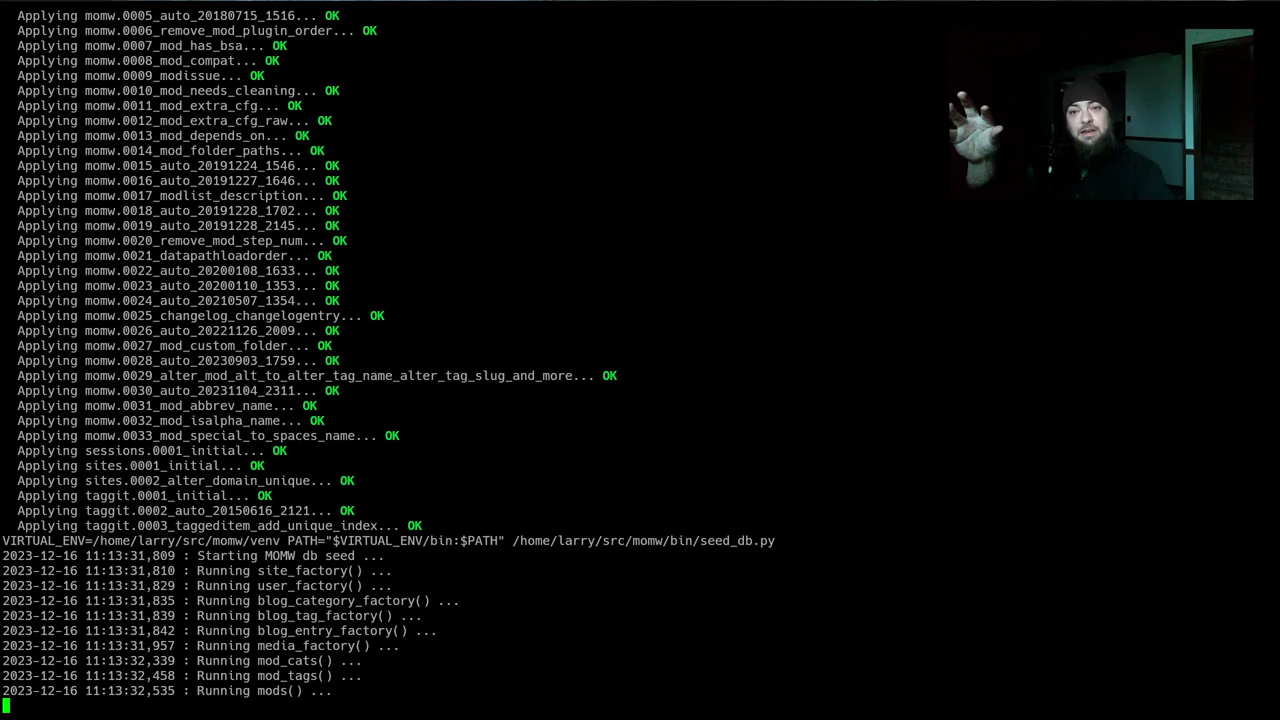 Applying momw.0005_auto_20180715_1516... OK
Applying momw.0006_remove_mod_plugin_order... OK
Applying momw.0007_mod_has_bsa... OK
Applying momw.0008_mod_compat... OK
Applying momw.0009_modissue... OK
Applying momw.0010_mod_needs_cleaning... OK
Applying momw.0011_mod_extra_cfg... OK
Applying momw.0012_mod_extra_cfg_raw... OK
Applying momw.0013_mod_depends_on... OK
Applying momw.0014_mod_folder_paths... OK
Applying momw.0015_auto_20191224_1546... OK
Applying momw.0016_auto_20191227_1646... OK
Applying momw.0017_modlist_description... OK
Applying momw.0018_auto_20191228_1702... OK
Applying momw.0019_auto_20191228_2145... OK
Applying momw.0020_remove_mod_step_num... OK
Applying momw.0021_datapathloadorder... OK
Applying momw.0022_auto_20200108_1633... OK
Applying momw.0023_auto_20200110_1353... OK
Applying momw.0024_auto_20210507_1354... OK
Applying momw.0025_changelog_changelogentry... OK
Applying momw.0026_auto_20221126_2009... OK
Applying momw.0027_mod_custom_folder... OK
Applying momw.0028_auto_20230903_1759... OK
Applying momw.0029_alter_mod_alt_to_alter_tag_name_alter_tag_slug_and_more... OK
Applying momw.0030_auto_20231104_2311... OK
Applying momw.0031_mod_abbrev_name... OK
Applying momw.0032_mod_isalpha_name... OK
Applying momw.0033_mod_special_to_spaces_name... OK
Applying sessions.0001_initial... OK
Applying sites.0001_initial... OK
Applying sites.0002_alter_domain_unique... OK
Applying taggit.0001_initial... OK
Applying taggit.0002_auto_20150616_2121... OK
Applying taggit.0003_taggeditem_add_unique_index... OK
VIRTUAL_ENV=/home/larry/src/momw/venv PATH="$VIRTUAL_ENV/bin:$PATH" /home/larry/src/momw/bin/seed_db.py
2023-12-16 11:13:31,809 : Starting MOMW db seed ...
2023-12-16 11:13:31,810 : Running site_factory() ...
2023-12-16 11:13:31,829 : Running user_factory() ...
2023-12-16 11:13:31,835 : Running blog_category_factory() ...
2023-12-16 11:13:31,839 : Running blog_tag_factory() ...
2023-12-16 11:13:31,842 : Running blog_entry_factory() ...
2023-12-16 11:13:31,957 : Running media_factory() ...
2023-12-16 11:13:32,339 : Running mod_cats() ...
2023-12-16 11:13:32,458 : Running mod_tags() ...
2023-12-16 11:13:32,535 : Running mods() ...